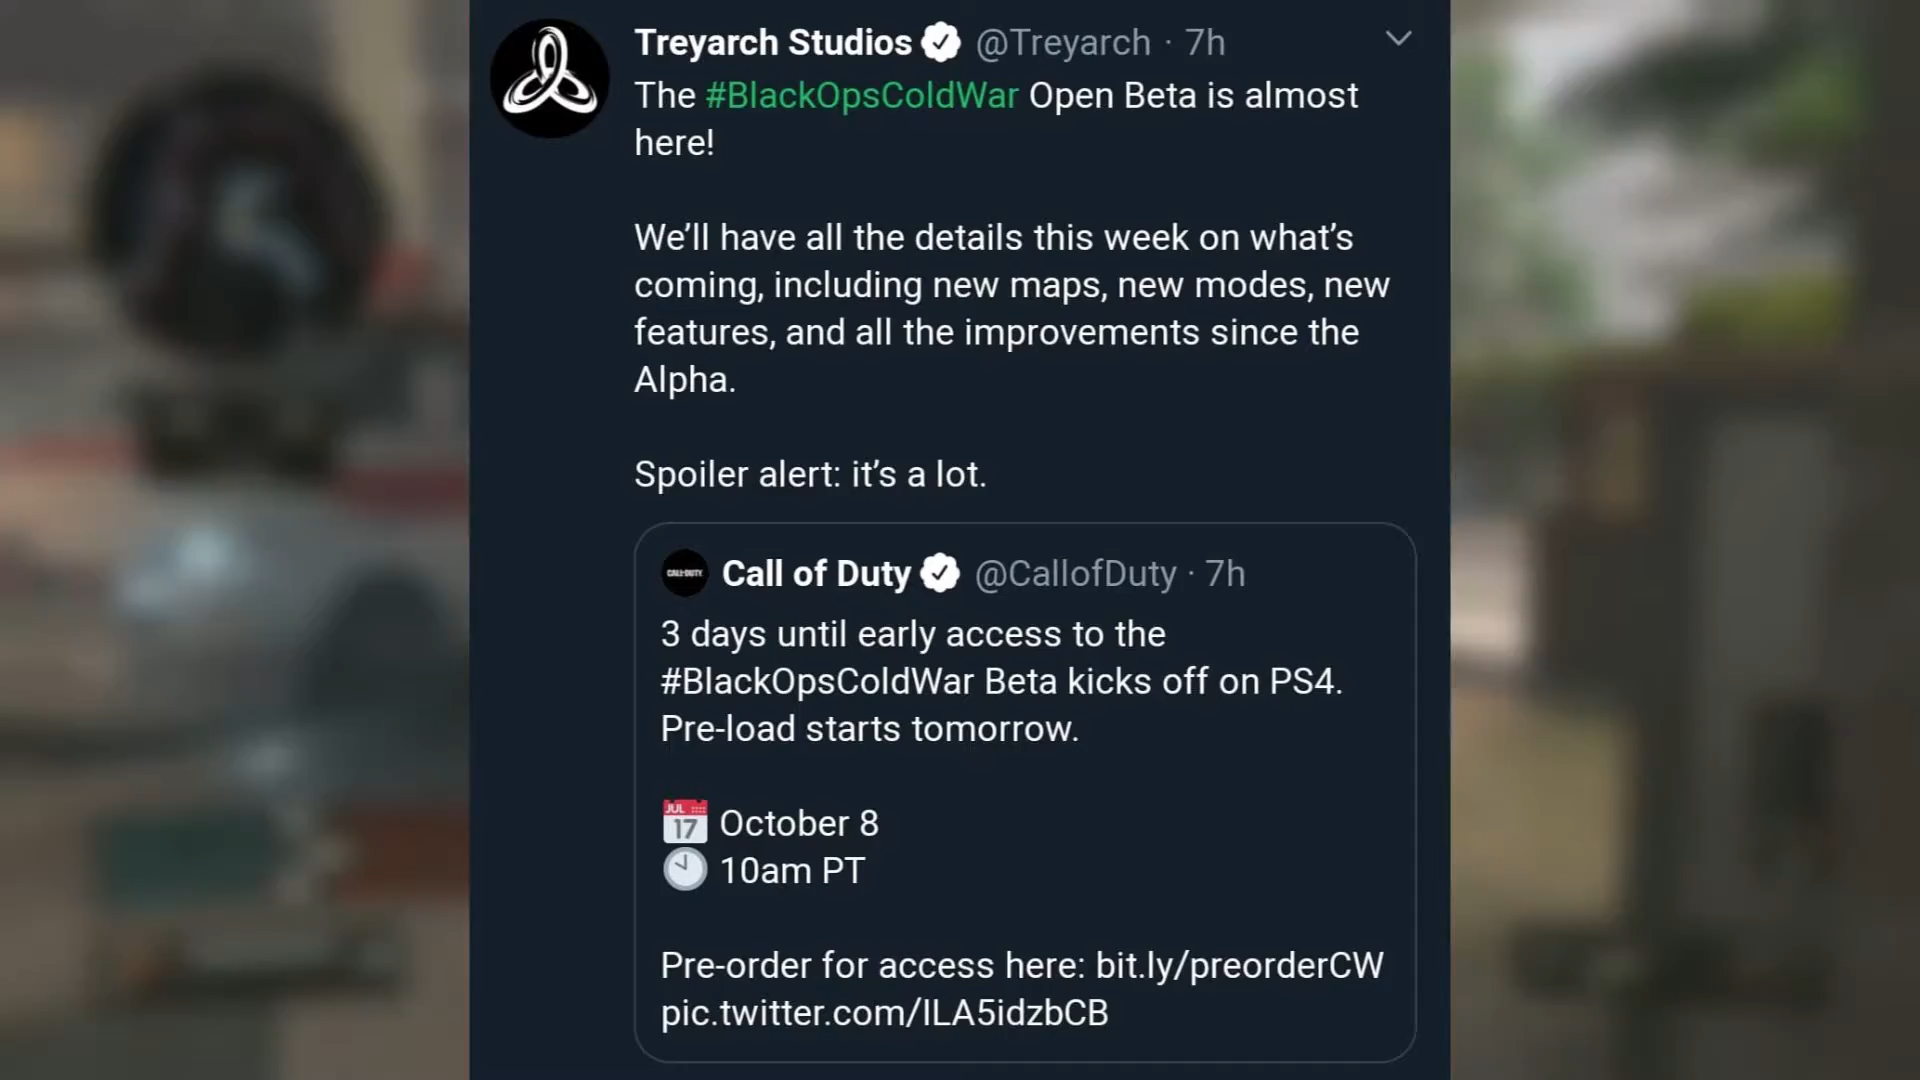 Treyarch Studios @Treyarch · 7h
The #BlackOpsColdWar Open Beta is almost
here!
We’ll have all the details this week on what’s
coming, including new maps, new modes, new
features, and all the improvements since the
Alpha.
Spoiler alert: it’s a lot.
CALL·DUTY
Call of Duty @CallofDuty · 7h
3 days until early access to the
#BlackOpsColdWar Beta kicks off on PS4.
Pre-load starts tomorrow.
JUL
17 October 8
10am PT
Pre-order for access here: bit.ly/preorderCW
pic.twitter.com/lLA5idzbCB